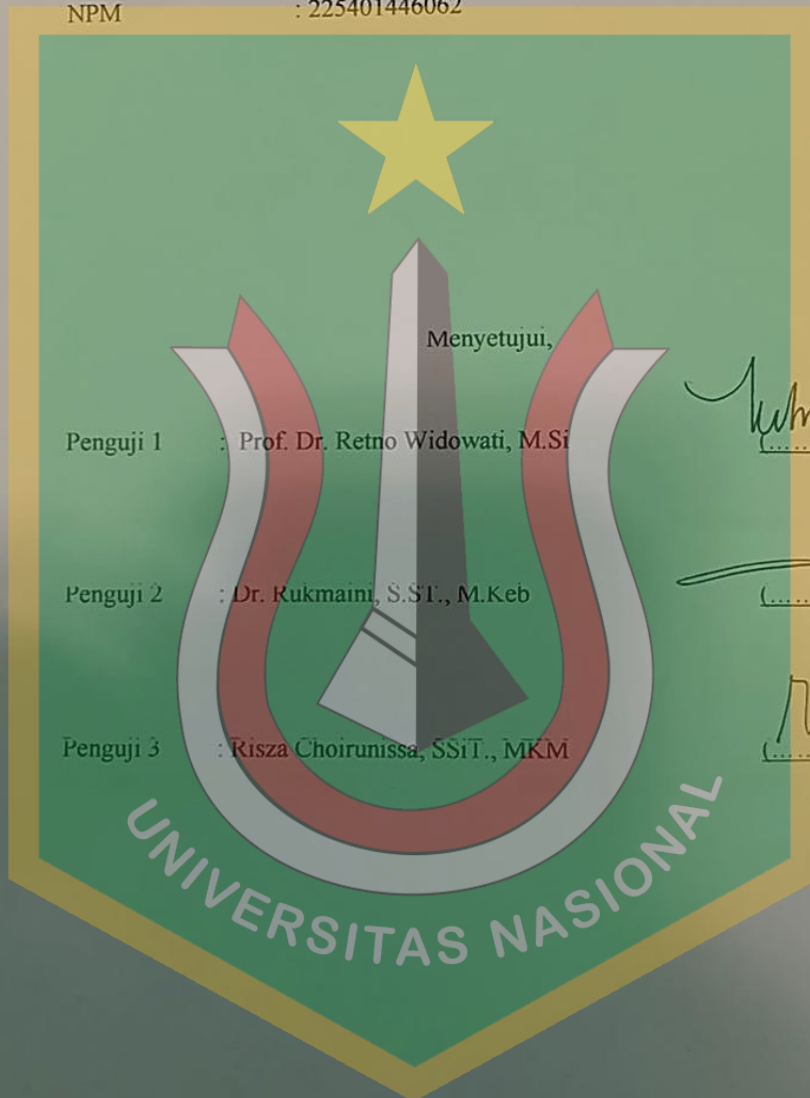 NPM : 225401446062
Menyetujui,
Penguji 1 : Prof. Dr. Retno Widowati, M.Si
(.....
Penguji 2 : Dr. Rukmaini, S.ST., M.Keb
(.....
Penguji 3 : Risza Choirunissa, SSiT., MKM
(.....
UNIVERSITAS NASIONAL